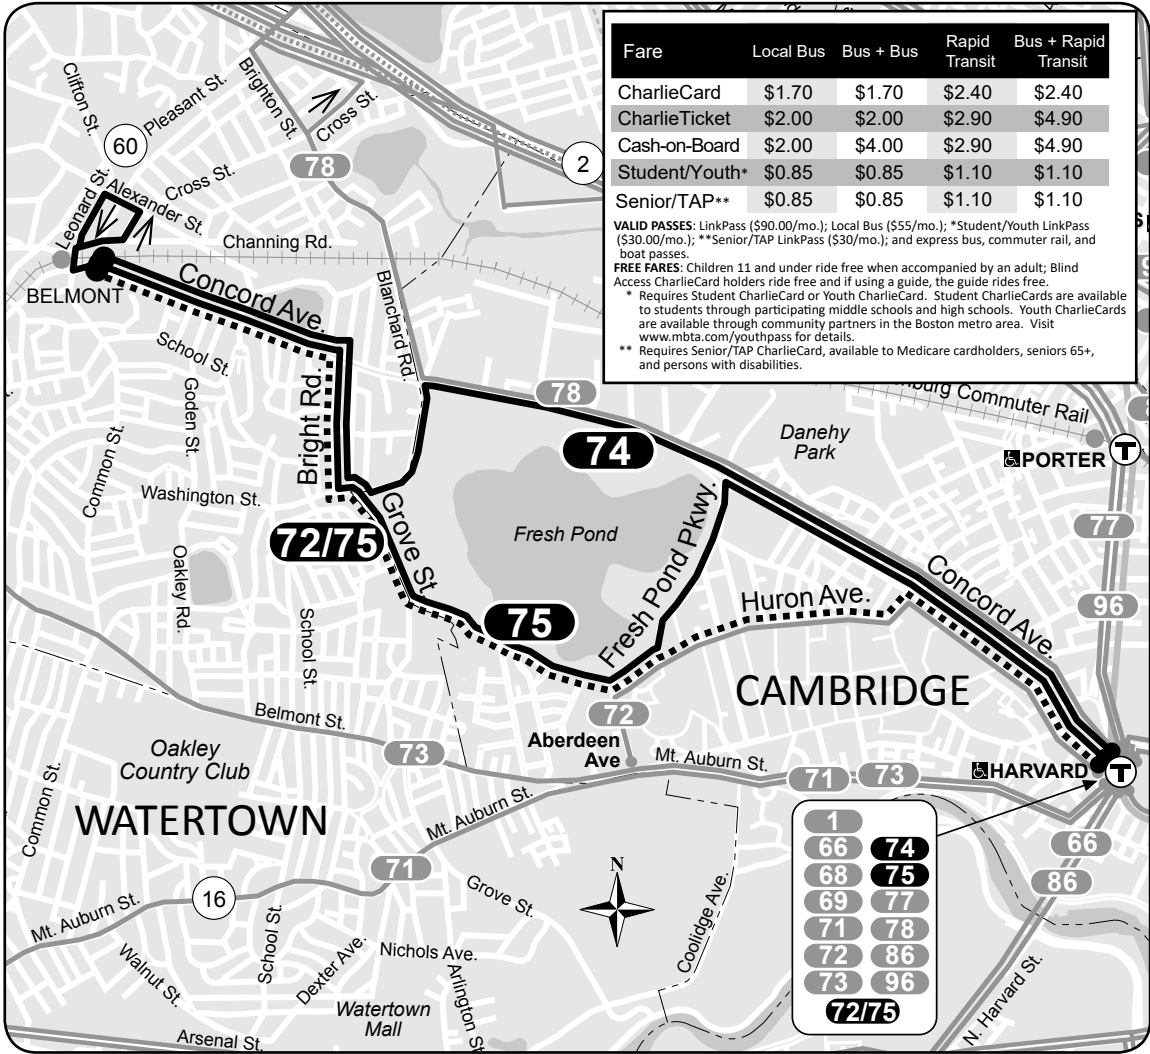 Fare Local Bus Bus + Bus Rapid Transit Bus + Rapid Transit
CharlieCard $1.70 $1.70 $2.40 $2.40
CharlieTicket $2.00 $2.00 $2.90 $4.90
Cash-on-Board $2.00 $4.00 $2.90 $4.90
Student/Youth* $0.85 $0.85 $1.10 $1.10
Senior/TAP** $0.85 $0.85 $1.10 $1.10
VALID PASSES: LinkPass ($90.00/mo.); Local Bus ($55/mo.); *Student/Youth LinkPass
($30.00/mo.); **Senior/TAP LinkPass ($30/mo.); and express bus, commuter rail, and
boat passes.
FREE FARES: Children 11 and under ride free when accompanied by an adult; Blind
Access CharlieCard holders ride free and if using a guide, the guide rides free.
* Requires Student CharlieCard or Youth CharlieCard. Student CharlieCards are available
to students through participating middle schools and high schools. Youth CharlieCards
are available through community partners in the Boston metro area. Visit
www.mbta.com/youthpass for details.
** Requires Senior/TAP CharlieCard, available to Medicare cardholders, seniors 65+,
and persons with disabilities.
Clifton St.
Pleasant St.
Brighton St.
Cross St.
60
78
2
Leonard St.
Alexander St.
Cross St.
Channing Rd.
BELMONT
Concord Ave.
Blanchard Rd.
School St.
Goden St.
Bright Rd.
78
74
Commuter Rail
Danehy
Park
PORTER
T
Common St.
Washington St.
72/75
Grove St.
Fresh Pond
Fresh Pond Pkwy.
77
Oakley Rd.
School St.
75
Huron Ave.
Concord Ave.
96
CAMBRIDGE
Belmont St.
72
Aberdeen
Ave
73
Mt. Auburn St.
71
73
HARVARD
T
Oakley
Country Club
Common St.
WATERTOWN
Mt. Auburn St.
71
16
Mt. Auburn St.
N
Grove St.
Coolidge Ave.
1
66 74
68 75
69 77
71 78
72 86
73 96
72/75
66
86
N. Harvard St.
Walnut St.
School St.
Dexter Ave.
Nichols Ave.
Arlington St.
Watertown
Mall
Arsenal St.